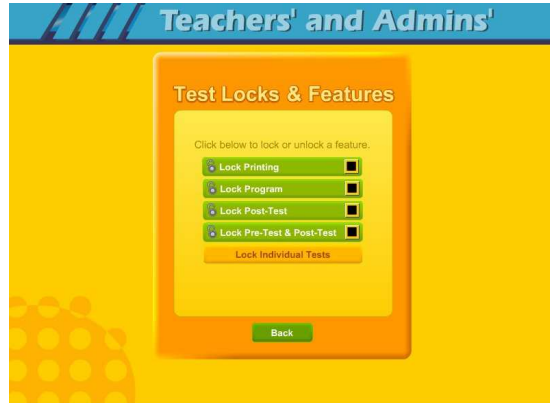 Teachers' and Admins'
Test Locks & Features
Click below to lock or unlock a feature.
Lock Printing
Lock Program
Lock Post-Test
Lock Pre-Test & Post-Test
Lock Individual Tests
Back